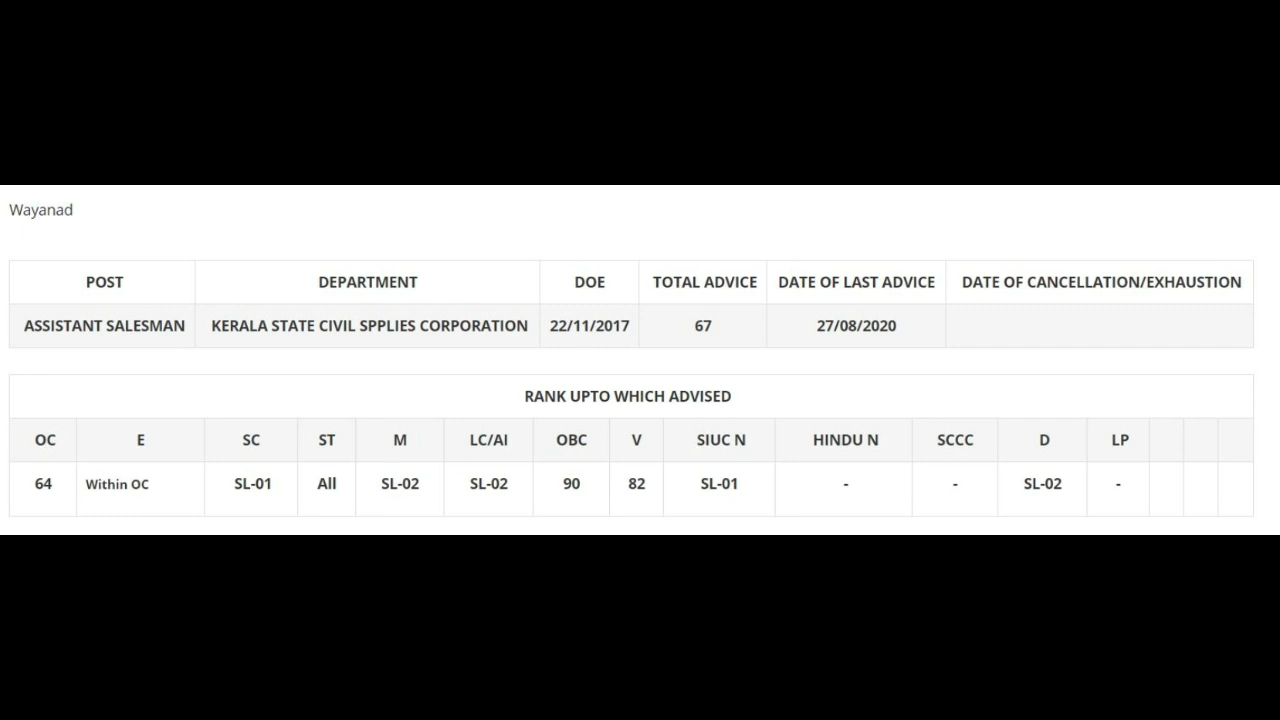 Wayanad
POST DEPARTMENT DOE TOTAL ADVICE DATE OF LAST ADVICE DATE OF CANCELLATION/EXHAUSTION
ASSISTANT SALESMAN KERALA STATE CIVIL SPPLIES CORPORATION 22/11/2017 67 27/08/2020
RANK UPTO WHICH ADVISED
OC E SC ST M LC/AI OBC V SIUC N HINDU N SCCC D LP
64 Within OC SL-01 All SL-02 SL-02 90 82 SL-01 - - SL-02 -